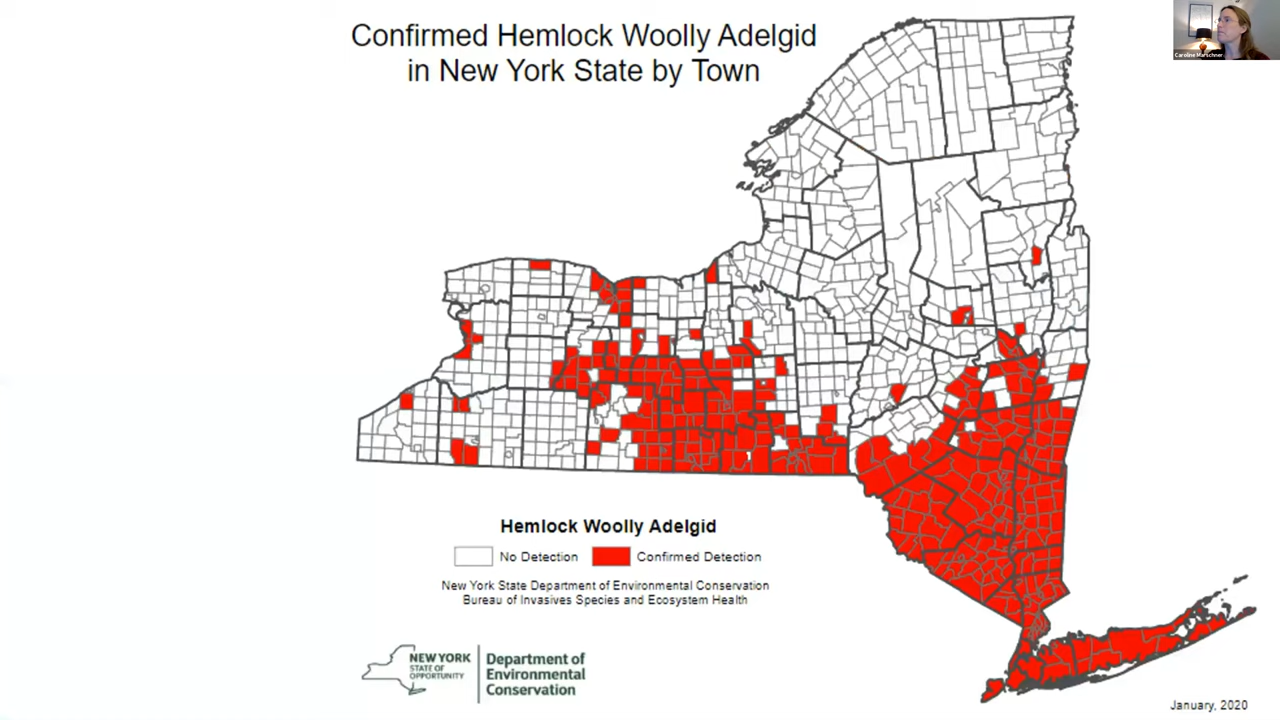 Confirmed Hemlock Woolly Adelgid
in New York State by Town
Caroline Marschner
Hemlock Woolly Adelgid
No Detection
Confirmed Detection
New York State Department of Environmental Conservation
Bureau of Invasives Species and Ecosystem Health
NEW YORK
STATE OF
OPPORTUNITY
Department of
Environmental
Conservation
January, 2020